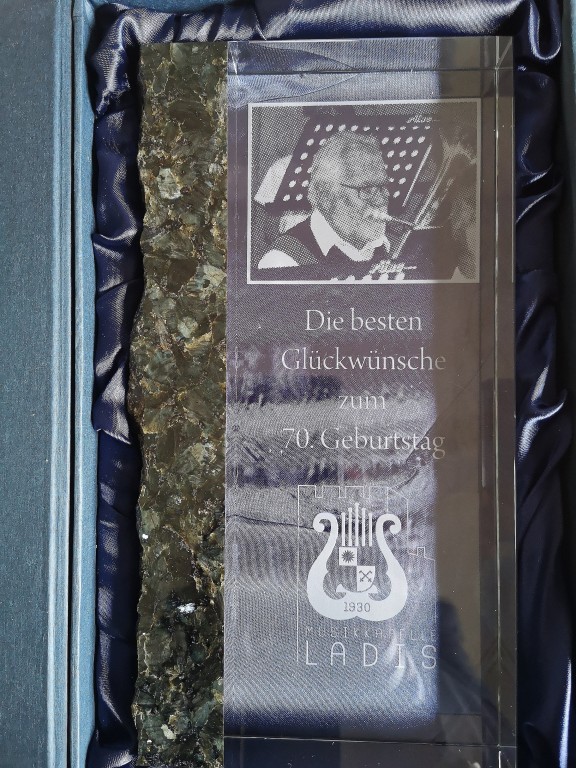 Die besten
Glückwünsche
zum
70. Geburtstag
1930
MUSIKKAPELLE
LADIS